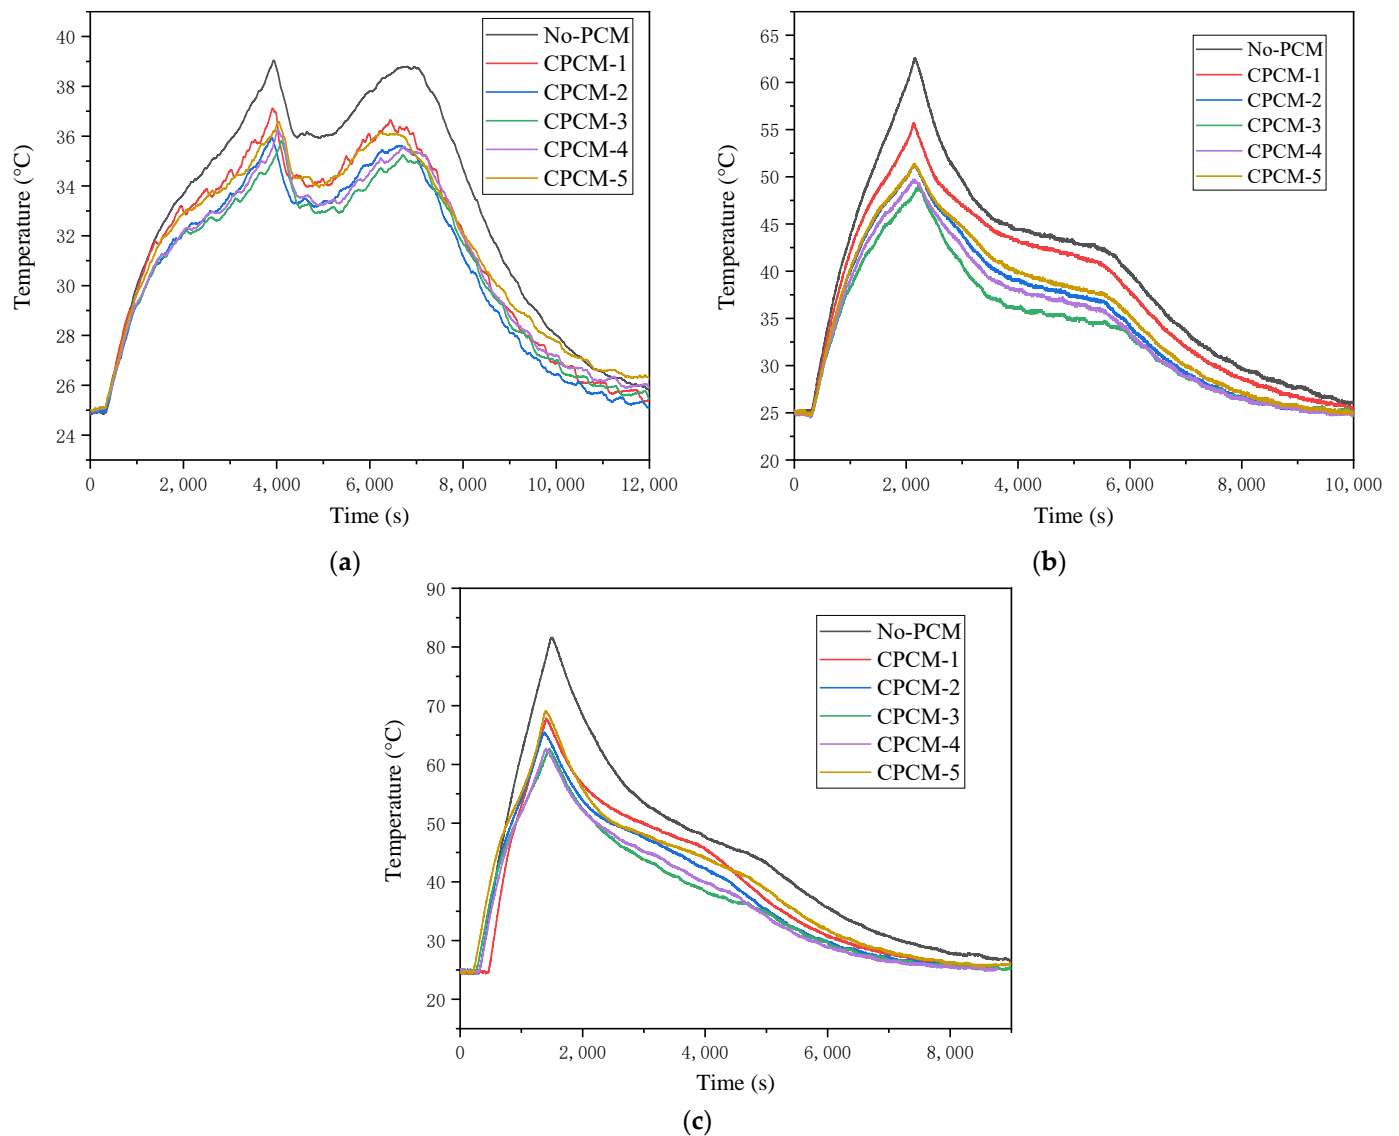 40
38
36
34
32
30
28
26
24
Temperature (°C)
0
2,000
4,000
6,000
8,000
10,000
12,000
Time (s)
No-PCM
CPCM-1
CPCM-2
CPCM-3
CPCM-4
CPCM-5
(a)
65
60
55
50
45
40
35
30
25
20
Temperature (°C)
0
2,000
4,000
6,000
8,000
10,000
Time (s)
No-PCM
CPCM-1
CPCM-2
CPCM-3
CPCM-4
CPCM-5
(b)
90
80
70
60
50
40
30
20
Temperature (°C)
0
2,000
4,000
6,000
8,000
Time (s)
No-PCM
CPCM-1
CPCM-2
CPCM-3
CPCM-4
CPCM-5
(c)